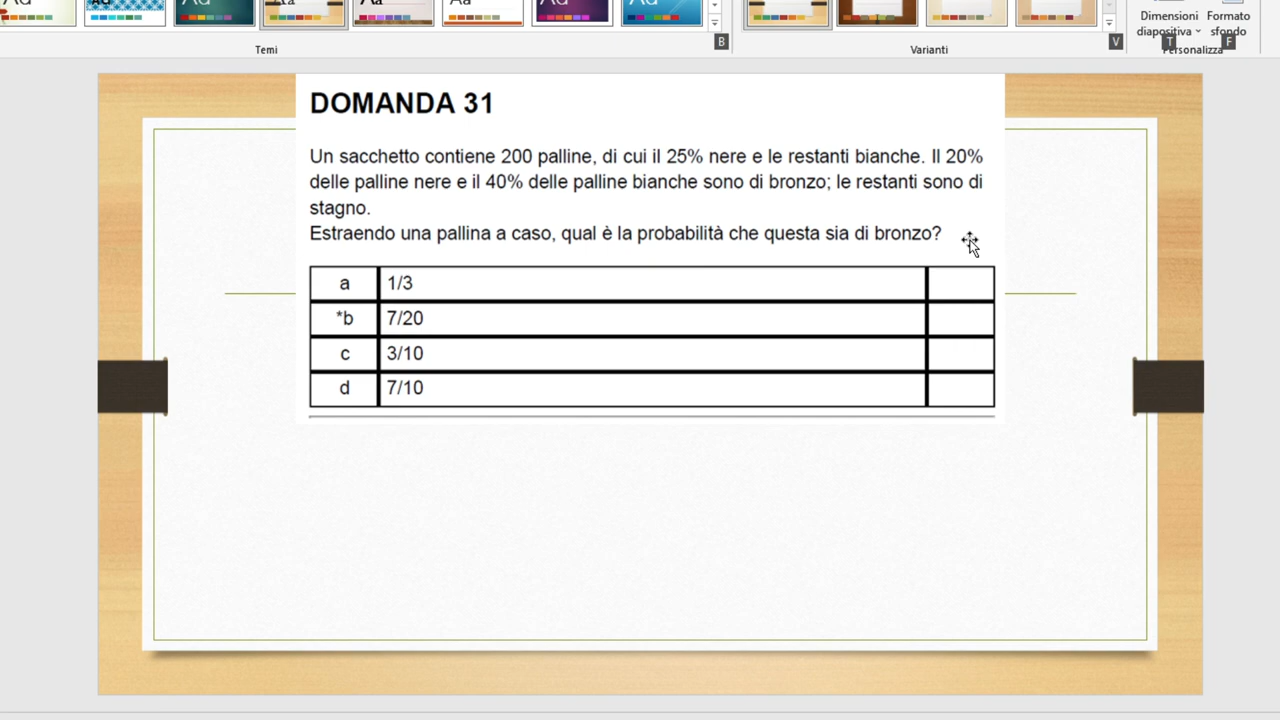 Aa
Dimensioni
diapositiva
Formato
sfondo
B
V
T
F
Temi
Varianti
Personalizza
DOMANDA 31
Un sacchetto contiene 200 palline, di cui il 25% nere e le restanti bianche. Il 20%
delle palline nere e il 40% delle palline bianche sono di bronzo; le restanti sono di
stagno.
Estraendo una pallina a caso, qual è la probabilità che questa sia di bronzo?
a 1/3
*b 7/20
c 3/10
d 7/10